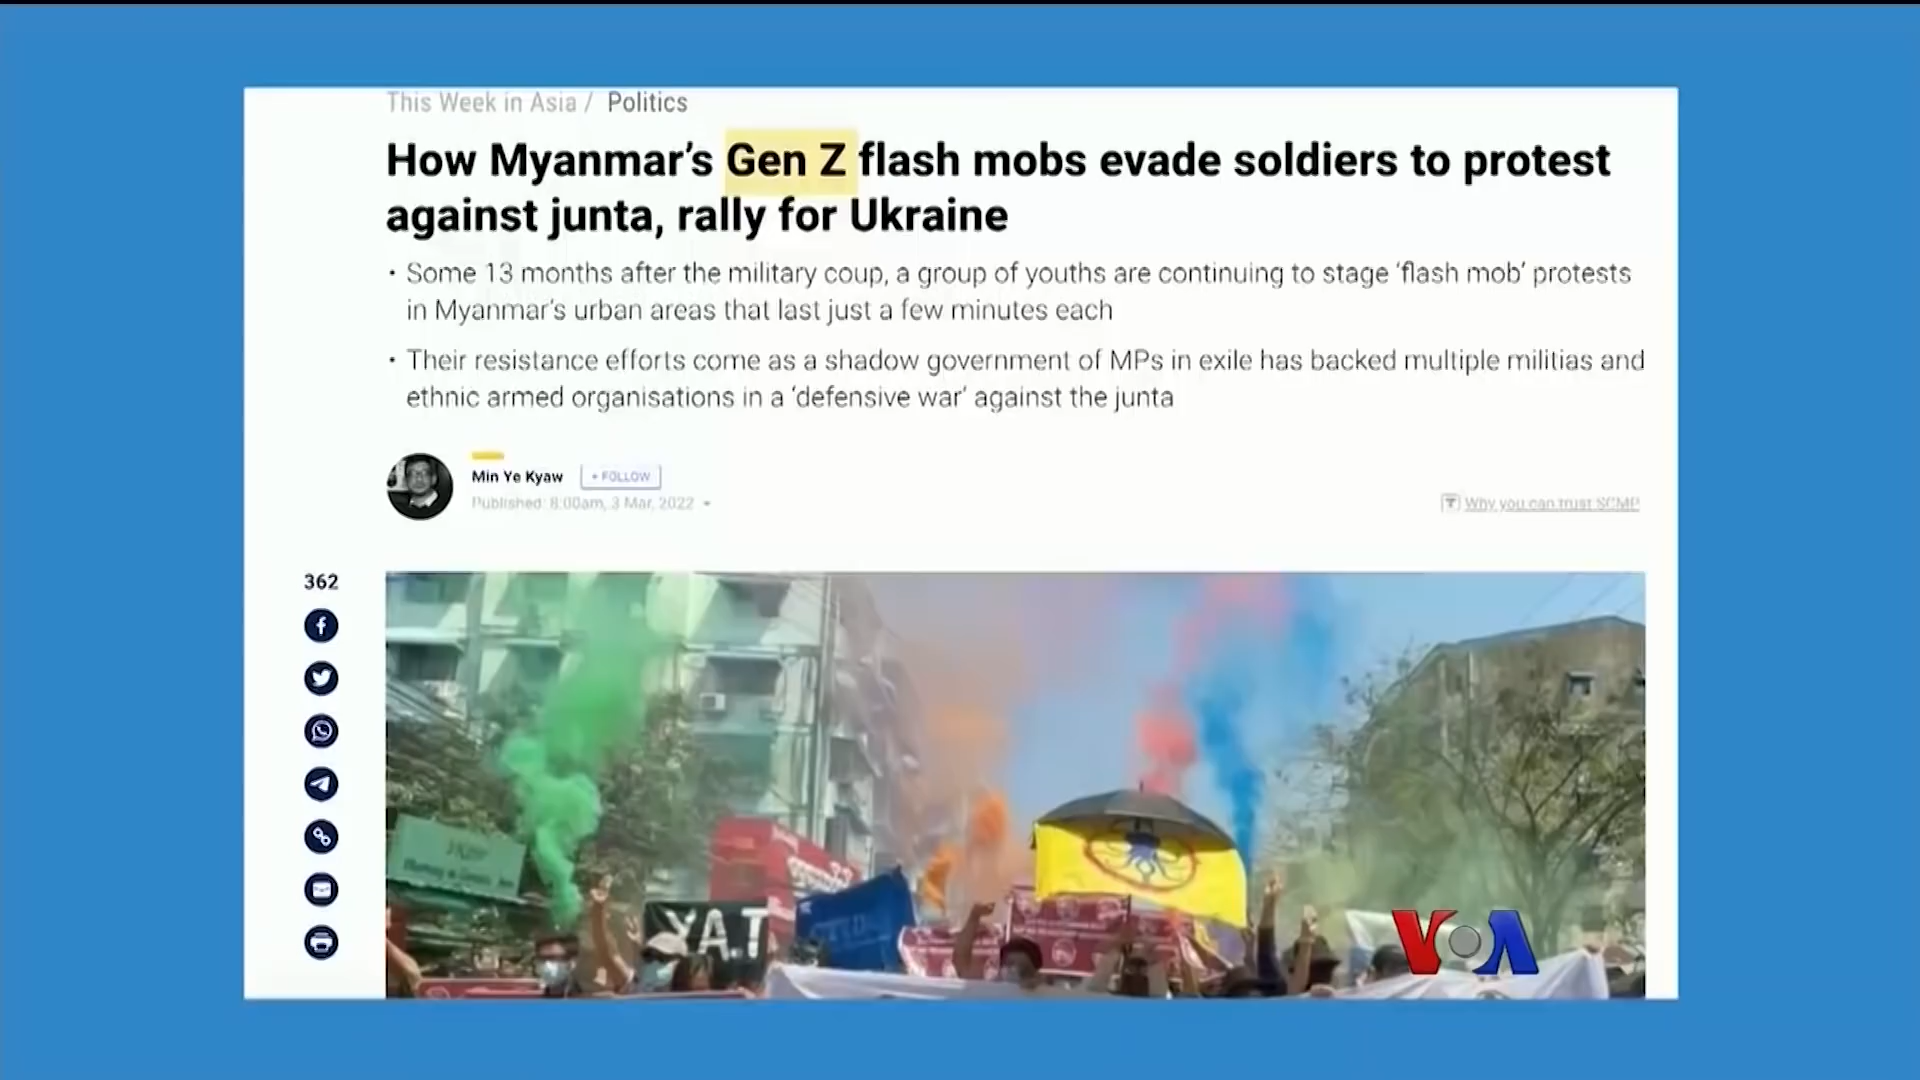 This Week in Asia / Politics
How Myanmar's Gen Z flash mobs evade soldiers to protest
against junta, rally for Ukraine
• Some 13 months after the military coup, a group of youths are continuing to stage 'flash mob' protests
in Myanmar's urban areas that last just a few minutes each
• Their resistance efforts come as a shadow government of MPs in exile has backed multiple militias and
ethnic armed organisations in a 'defensive war' against the junta
Min Ye Kyaw + FOLLOW
Published: 8:00am, 3 Mar, 2022
Why you can trust SCMP
362
YA.T
VOA